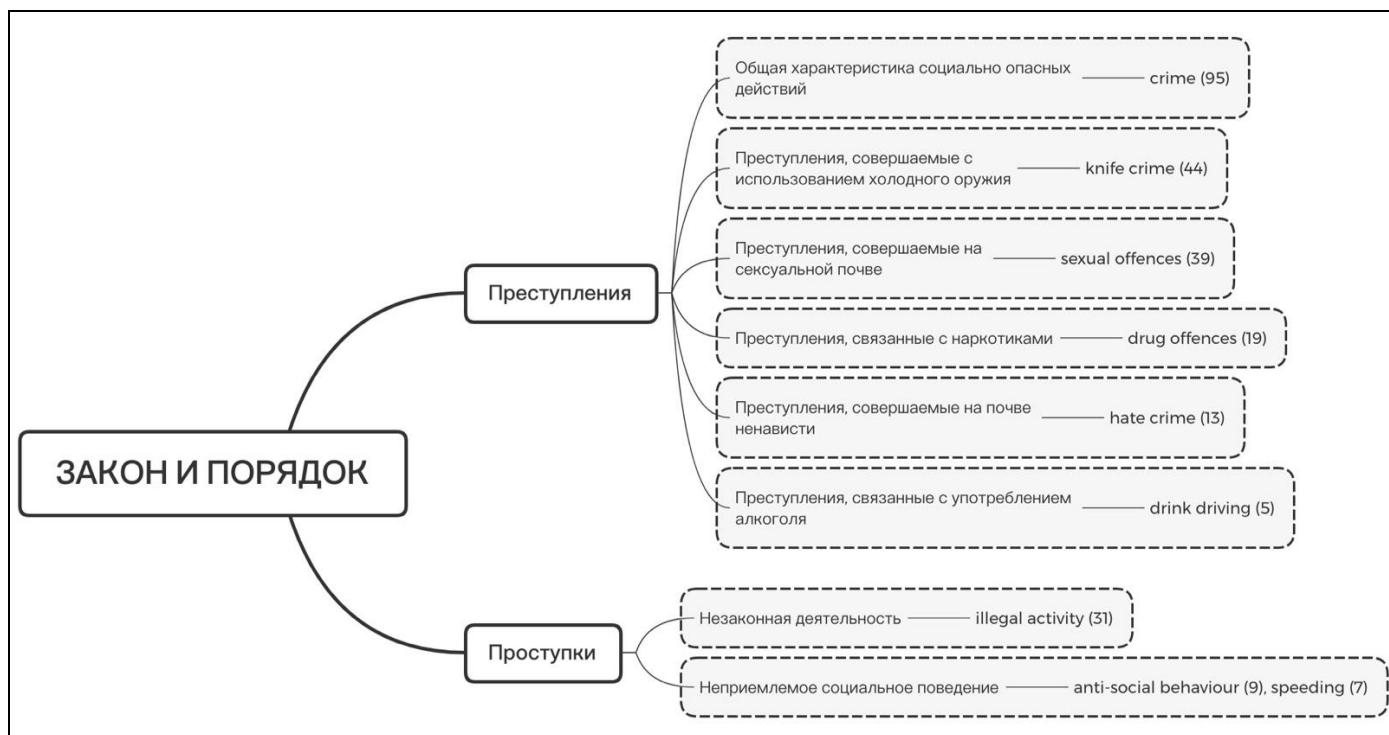 ЗАКОН И ПОРЯДОК
Преступления
Общая характеристика социально опасных
действий
crime (95)
Преступления, совершаемые с
использованием холодного оружия
knife crime (44)
Преступления, совершаемые на
сексуальной почве
sexual offences (39)
Преступления, связанные с наркотиками
drug offences (19)
Преступления, совершаемые на почве
ненависти
hate crime (13)
Преступления, связанные с употреблением
алкоголя
drink driving (5)
Проступки
Незаконная деятельность
illegal activity (31)
Неприемлемое социальное поведение
anti-social behaviour (9), speeding (7)